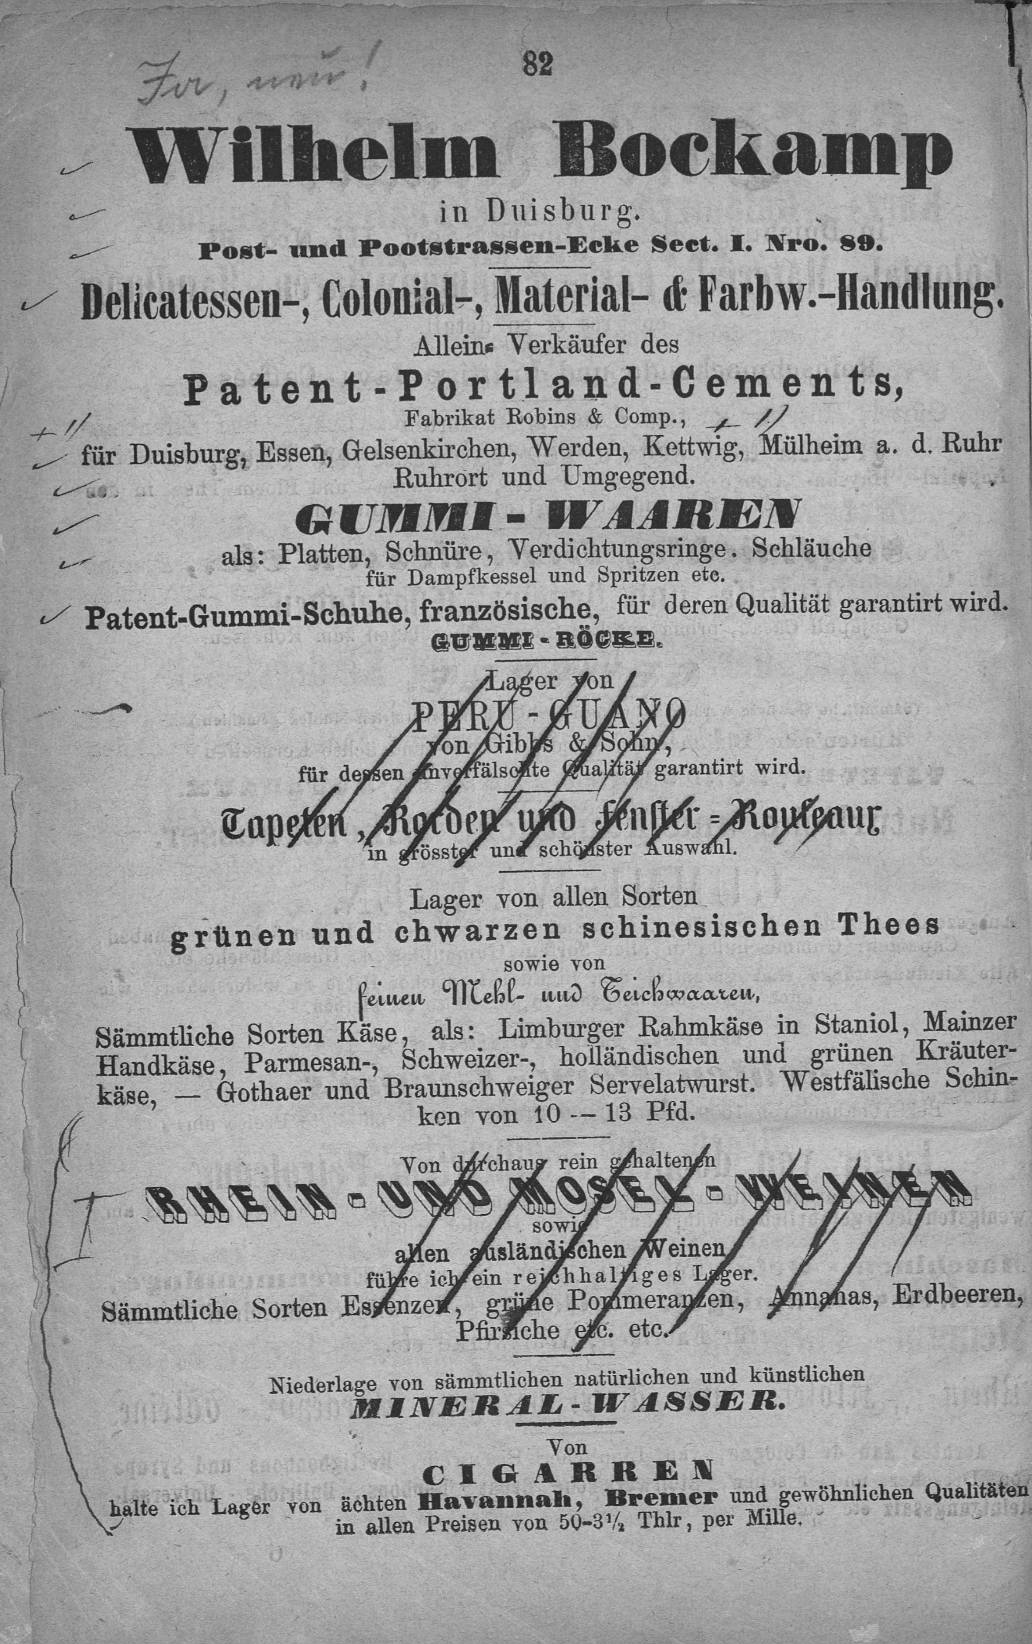 82
Ja, neu!
Wilhelm Bockamp
in Duisburg.
Post- und Pootstrassen-Ecke Sect. I. Nro. 89.
Delicatessen-, Colonial-, Material- & Farbw.-Handlung.
Allein- Verkäufer des
Patent-Portland-Cements,
Fabrikat Robins & Comp.,
für Duisburg, Essen, Gelsenkirchen, Werden, Kettwig, Mülheim a. d. Ruhr
Ruhrort und Umgegend.
GUMMI - WAAREN
als: Platten, Schnüre, Verdichtungsringe. Schläuche
für Dampfkessel und Spritzen etc.
Patent-Gummi-Schuhe, französische, für deren Qualität garantirt wird.
GUMMI-RÖCKE.
Lager von
PERU-GUANO
von Gibbs & Sohn,
für dessen unverfälschte Qualität garantirt wird.
Tapeten, Borden und Fenster-Rouleaux
in grösster und schönster Auswahl.
Lager von allen Sorten
grünen und chwarzen schinesischen Thees
sowie von
feinen Mehl- und Teichwaaren,
Sämmtliche Sorten Käse, als: Limburger Rahmkäse in Staniol, Mainzer
Handkäse, Parmesan-, Schweizer-, holländischen und grünen Kräuter-
käse, — Gothaer und Braunschweiger Servelatwurst. Westfälische Schin-
ken von 10 -- 13 Pfd.
Von durchaus rein gehaltenen
RHEIN- UND MOSEL-WEINEN
sowie
allen ausländischen Weinen
führe ich ein reichhaltiges Lager.
Sämmtliche Sorten Essenzen, grüne Pommeranzen, Annanas, Erdbeeren,
Pfirsiche etc. etc.
Niederlage von sämmtlichen natürlichen und künstlichen
MINERAL-WASSER.
Von
CIGARREN
halte ich Lager von ächten Havannah, Bremer und gewöhnlichen Qualitäten
in allen Preisen von 50-3½ Thlr, per Mille.